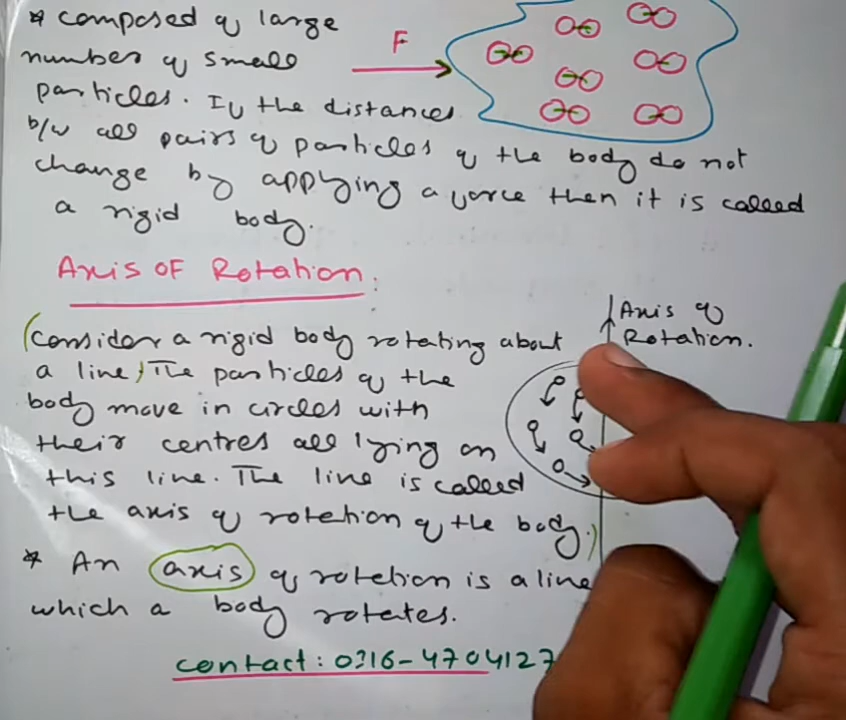 * composed of large
number of small
particles. If the distances
b/w all pairs of particles of the body do not
change by applying a force then it is called
a rigid body.
F
Axis OF Rotation:
(Consider a rigid body rotating about
a line) The particles of the
body move in circles with
their centres all lying on
this line. The line is called
the axis of rotation of the body.)
Axis of
Rotation.
* An axis of rotation is a line
which a body rotates.
contact: 0316-4704127